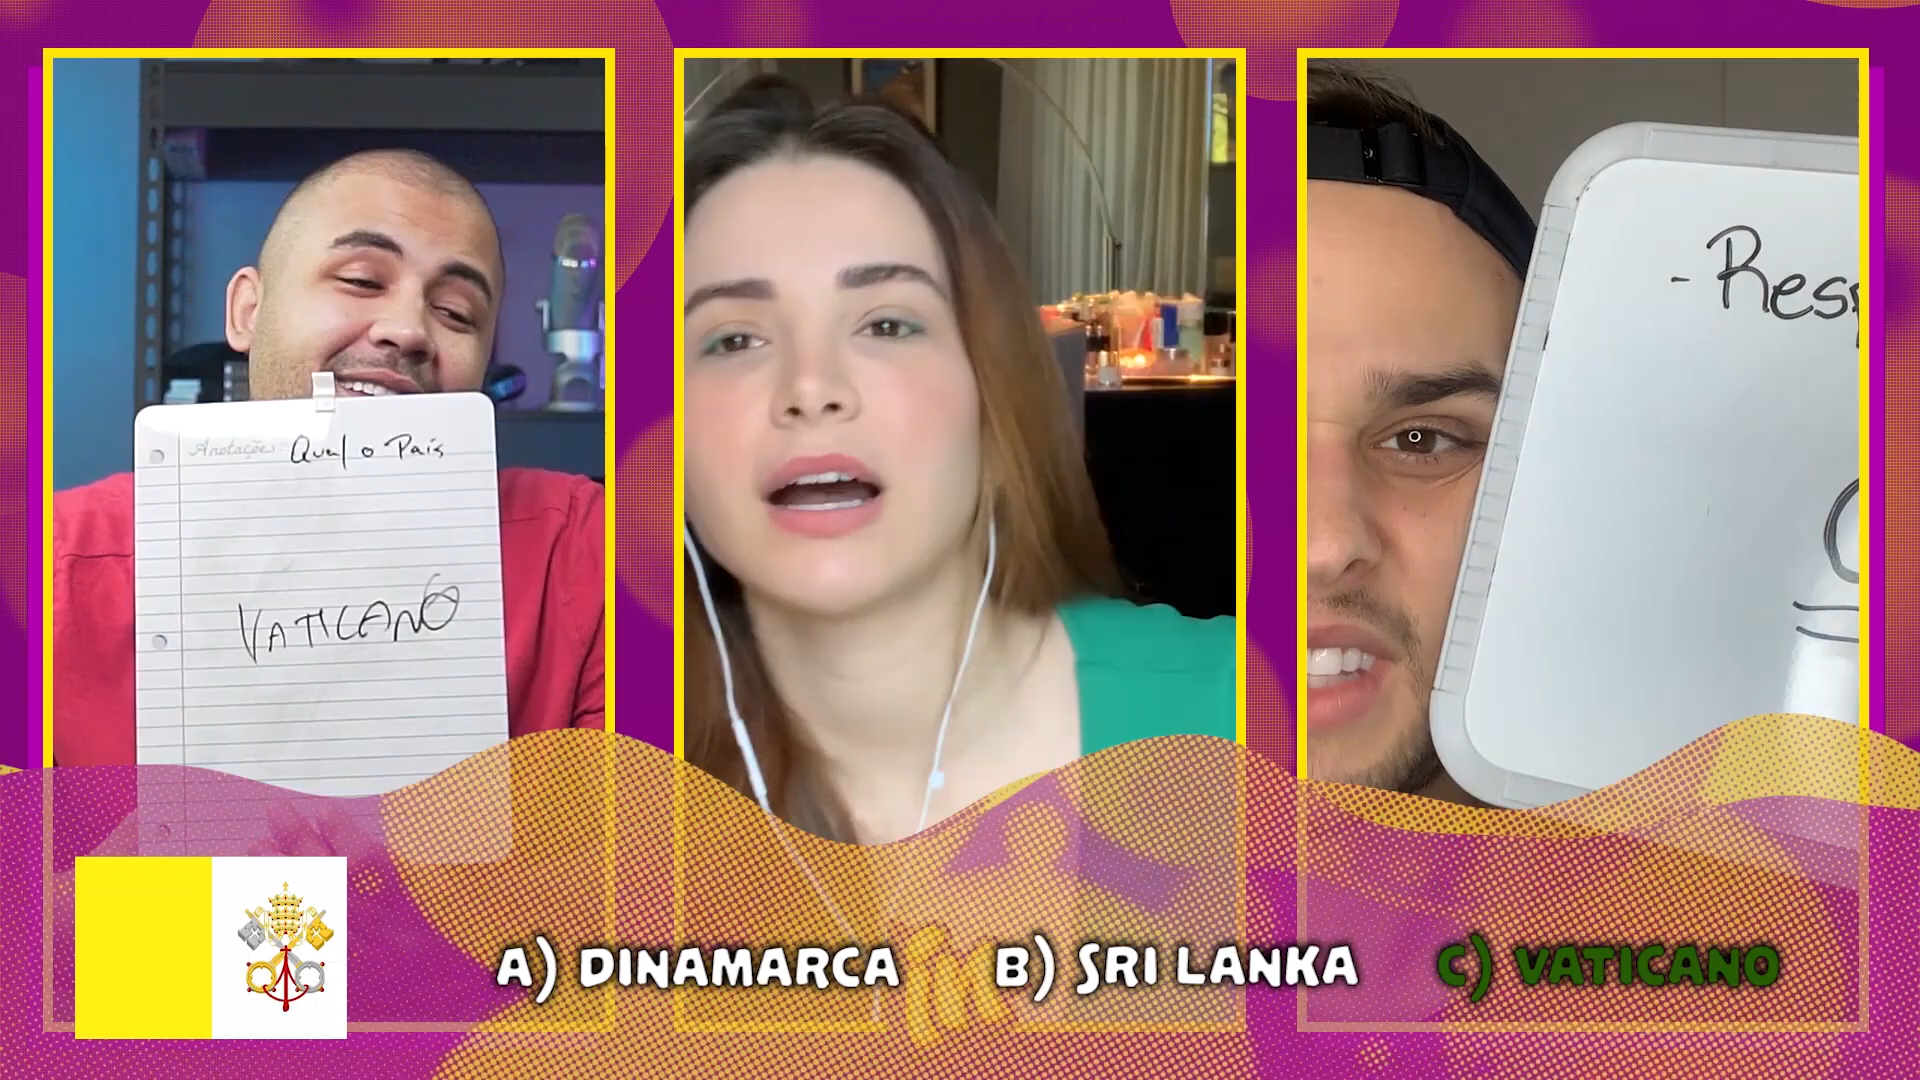 Anotações: Qual o País
VATICANO
- Res
A) DINAMARCA
B) SRI LANKA
C) VATICANO